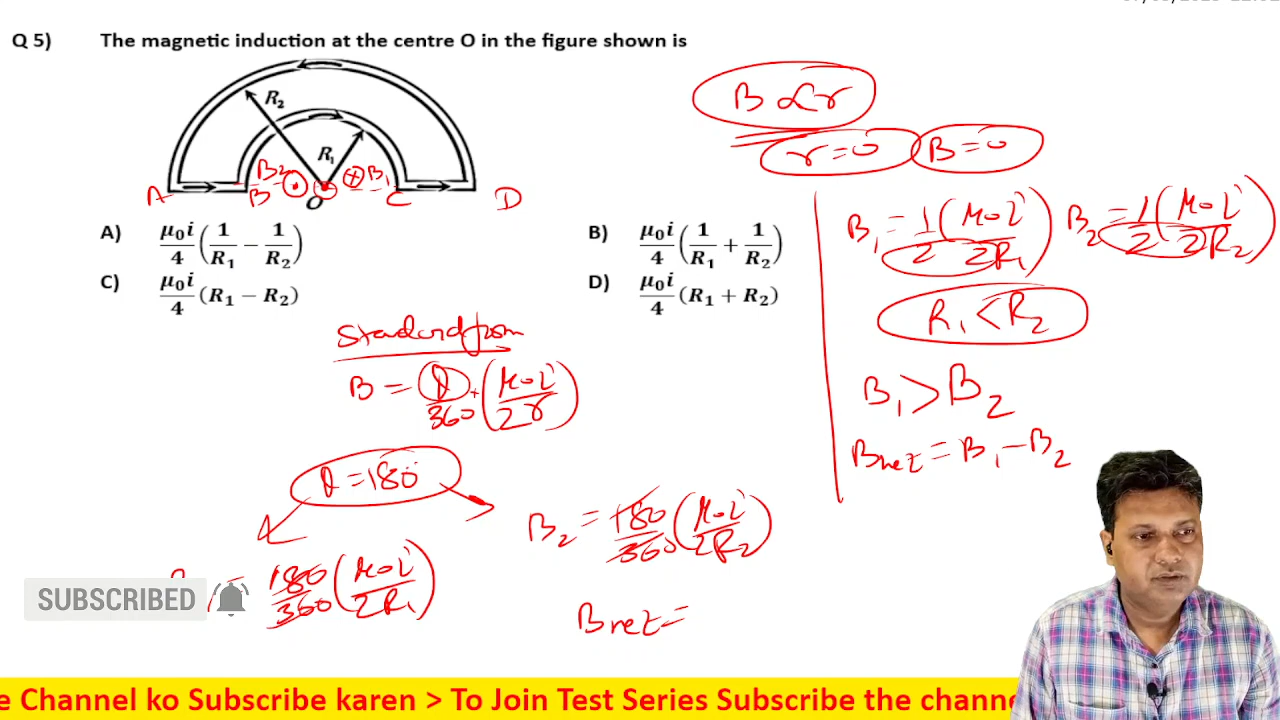 Q 5) The magnetic induction at the centre O in the figure shown is
R₂
R₁
B₂
B₁
A
B
O
C
D
A) μ₀i/4 (1/R₁ − 1/R₂)
B) μ₀i/4 (1/R₁ + 1/R₂)
C) μ₀i/4 (R₁ − R₂)
D) μ₀i/4 (R₁ + R₂)
B ∝ r
r = 0 B = 0
B₁ = 1/2 (μ₀i/2R₁) B₂ = 1/2 (μ₀i/2R₂)
R₁ < R₂
B₁ > B₂
Bnet = B₁ − B₂
Standard from
B = θ/360 × (μ₀i/2r)
θ = 180
= 180/360 (μ₀i/2R₁)
B₂ = 180/360 (μ₀i/2R₂)
Bnet =
SUBSCRIBED
e Channel ko Subscribe karen > To Join Test Series Subscribe the chann